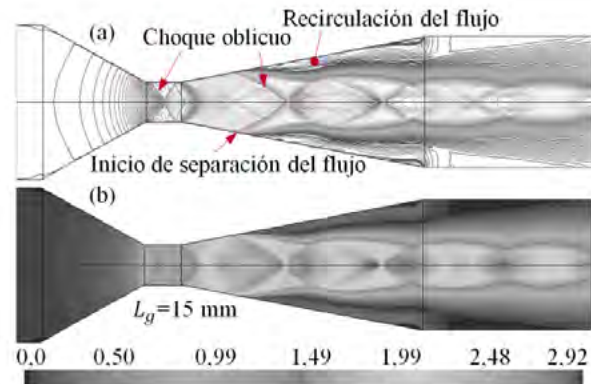 Recirculación del flujo
(a)
Choque oblicuo
Inicio de separación del flujo
(b)
L_g=15 mm
0,0 0,50 0,99 1,49 1,99 2,48 2,92